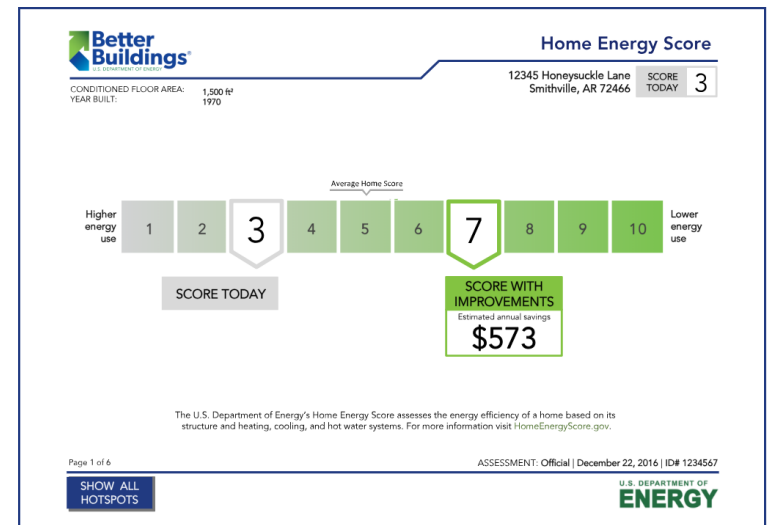 Better
Buildings®
U.S. DEPARTMENT OF ENERGY
Home Energy Score
12345 Honeysuckle Lane
Smithville, AR 72466
SCORE
TODAY
3
CONDITIONED FLOOR AREA: 1,500 ft²
YEAR BUILT: 1970
Average Home Score
Higher
energy
use
1 2 3 4 5 6 7 8 9 10
Lower
energy
use
SCORE TODAY
SCORE WITH
IMPROVEMENTS
Estimated annual savings
$573
The U.S. Department of Energy's Home Energy Score assesses the energy efficiency of a home based on its
structure and heating, cooling, and hot water systems. For more information visit HomeEnergyScore.gov.
Page 1 of 6
ASSESSMENT: Official | December 22, 2016 | ID# 1234567
SHOW ALL
HOTSPOTS
U.S. DEPARTMENT OF
ENERGY